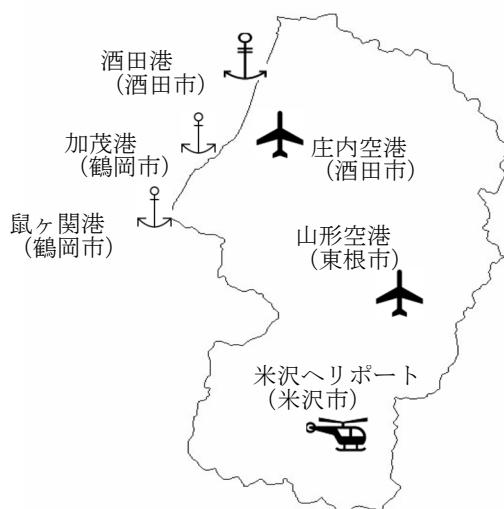 酒田港
（酒田市）
加茂港
（鶴岡市）
庄内空港
（酒田市）
鼠ヶ関港
（鶴岡市）
山形空港
（東根市）
米沢ヘリポート
（米沢市）